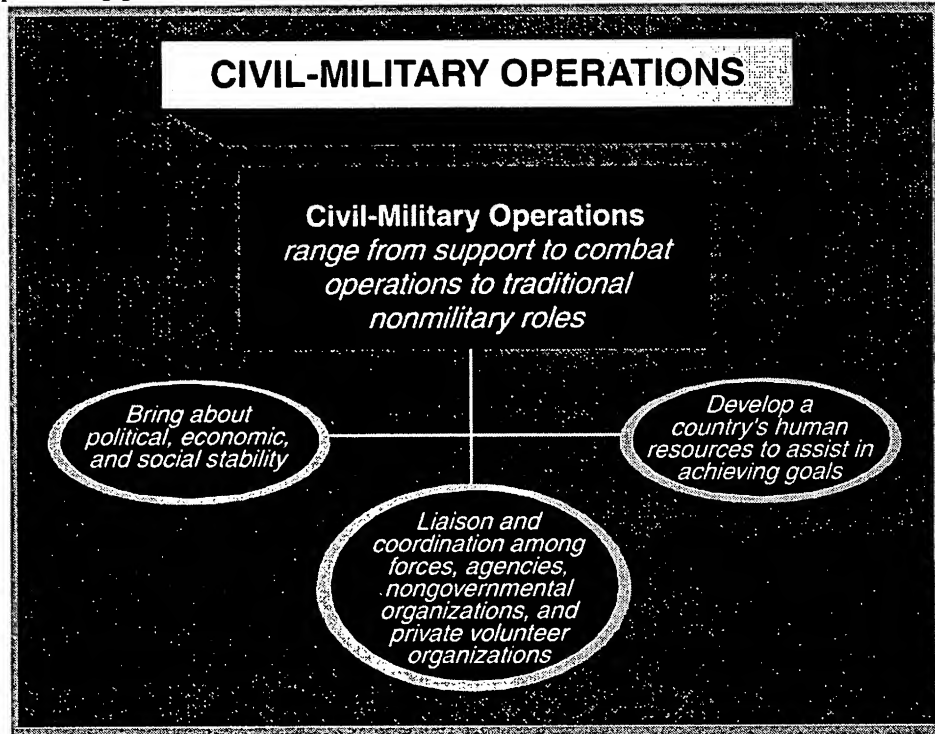 CIVIL-MILITARY OPERATIONS
Civil-Military Operations
range from support to combat
operations to traditional
nonmilitary roles
Bring about
political, economic,
and social stability
Develop a
country's human
resources to assist in
achieving goals
Liaison and
coordination among
forces, agencies,
nongovernmental
organizations, and
private volunteer
organizations